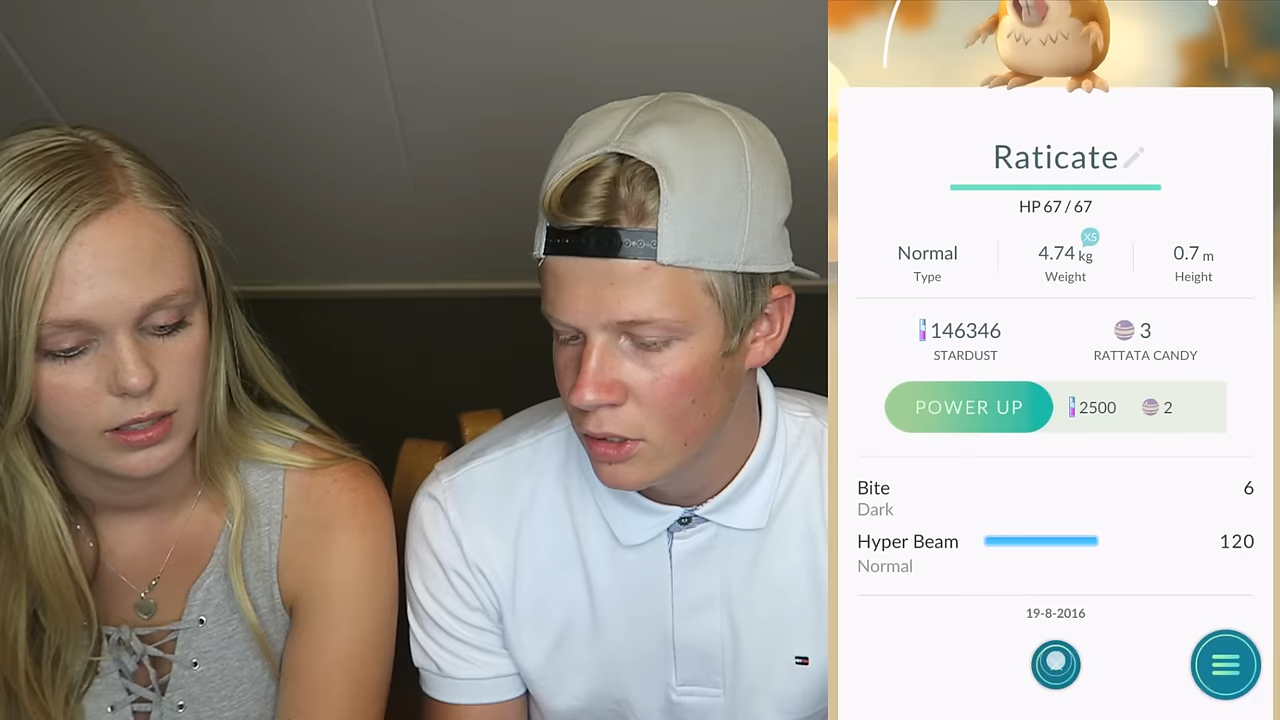 Raticate
HP 67 / 67
Normal
Type
XS
4.74 kg
Weight
0.7 m
Height
146346
STARDUST
3
RATTATA CANDY
POWER UP
2500
2
Bite 6
Dark
Hyper Beam 120
Normal
19-8-2016